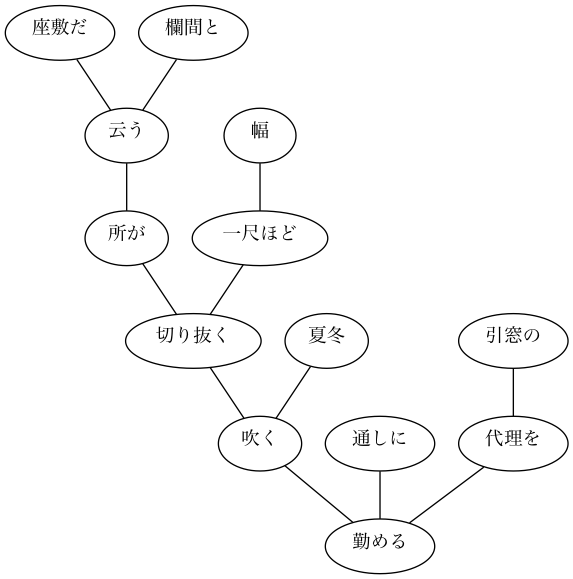 座敷だ 欄間と
云う 幅
所が 一尺ほど
切り抜く 夏冬 引窓の
吹く 通しに 代理を
勤める